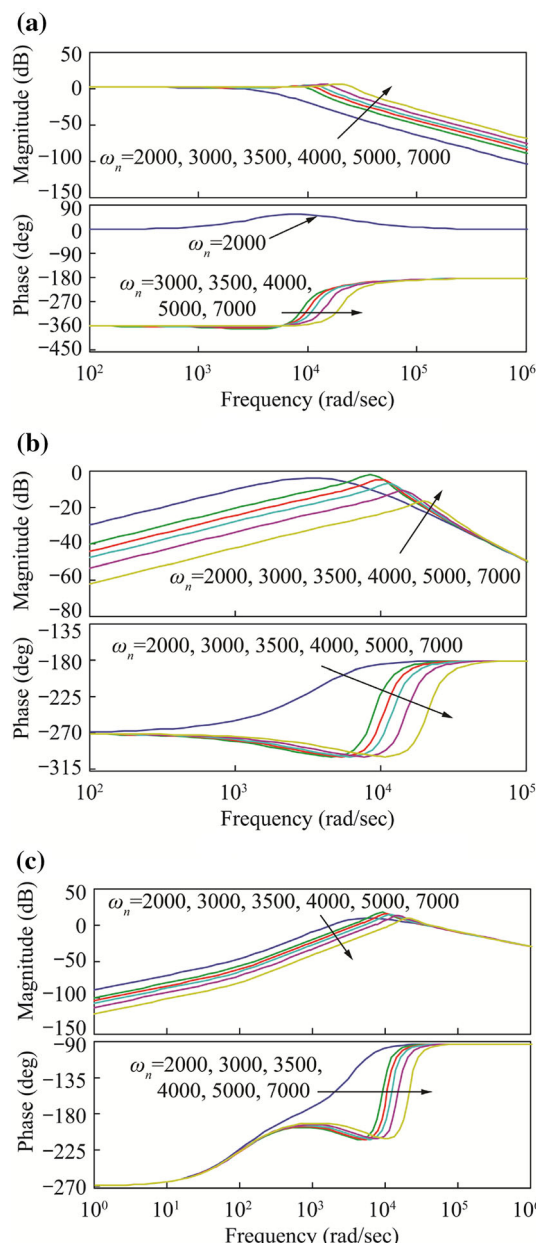 (a)
Magnitude (dB)
50
0
−50
−100
−150
ωn=2000, 3000, 3500, 4000, 5000, 7000
Phase (deg)
90
0
−90
−180
−270
−360
−450
ωn=2000
ωn=3000, 3500, 4000,
5000, 7000
10² 10³ 10⁴ 10⁵ 10⁶
Frequency (rad/sec)
(b)
Magnitude (dB)
0
−20
−40
−60
−80
ωn=2000, 3000, 3500, 4000, 5000, 7000
Phase (deg)
−135
−180
−225
−270
−315
ωn=2000, 3000, 3500, 4000, 5000, 7000
10² 10³ 10⁴ 10⁵
Frequency (rad/sec)
(c)
Magnitude (dB)
50
0
−50
−100
−150
ωn=2000, 3000, 3500, 4000, 5000, 7000
Phase (deg)
−90
−135
−180
−225
−270
ωn=2000, 3000, 3500,
4000, 5000, 7000
10⁰ 10¹ 10² 10³ 10⁴ 10⁵ 10⁶
Frequency (rad/sec)